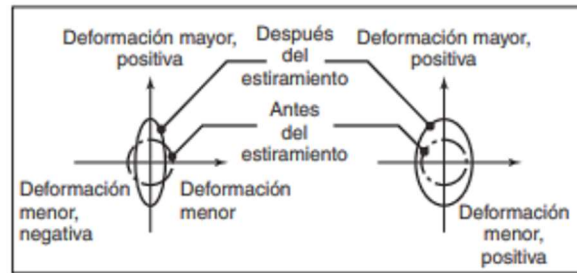 Deformación mayor,
positiva
Después
del
estiramiento
Deformación mayor,
positiva
Antes
del
estiramiento
Deformación
menor,
negativa
Deformación
menor
Deformación
menor,
positiva